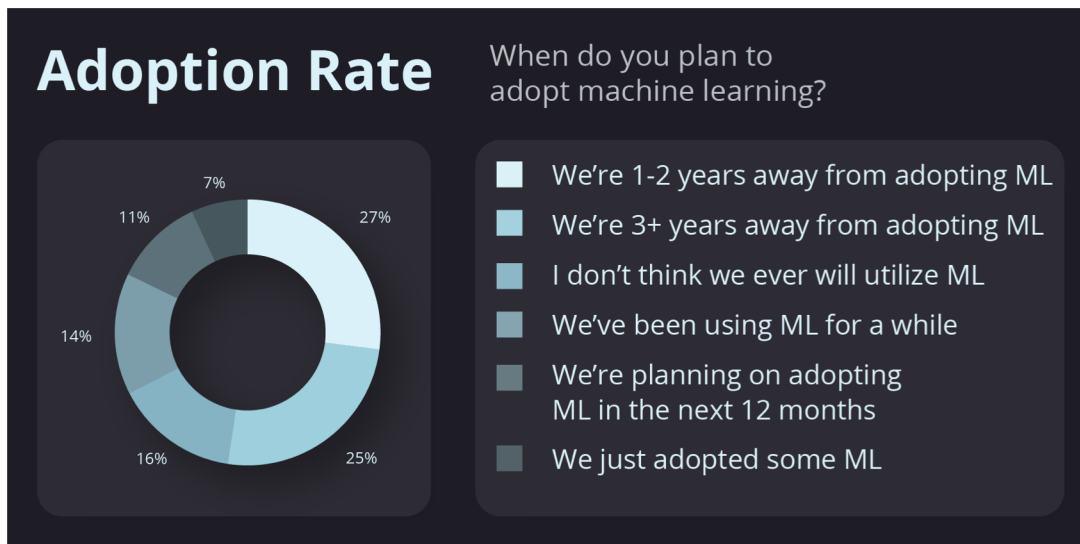 Adoption Rate
When do you plan to
adopt machine learning?
7%
27%
11%
14%
16%
25%
We’re 1-2 years away from adopting ML
We’re 3+ years away from adopting ML
I don’t think we ever will utilize ML
We’ve been using ML for a while
We’re planning on adopting
ML in the next 12 months
We just adopted some ML